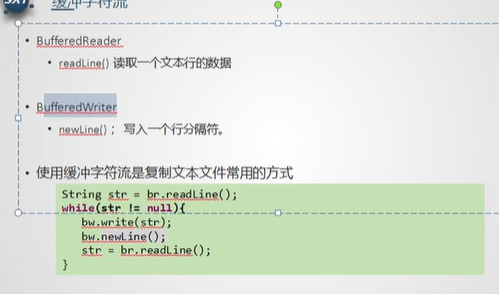 缓冲字符流
• BufferedReader
• readLine() 读取一个文本行的数据
• BufferedWriter
• newLine()； 写入一个行分隔符。
• 使用缓冲字符流是复制文本文件常用的方式
String str = br.readLine();
while(str != null){
bw.write(str);
bw.newLine();
str = br.readLine();
}